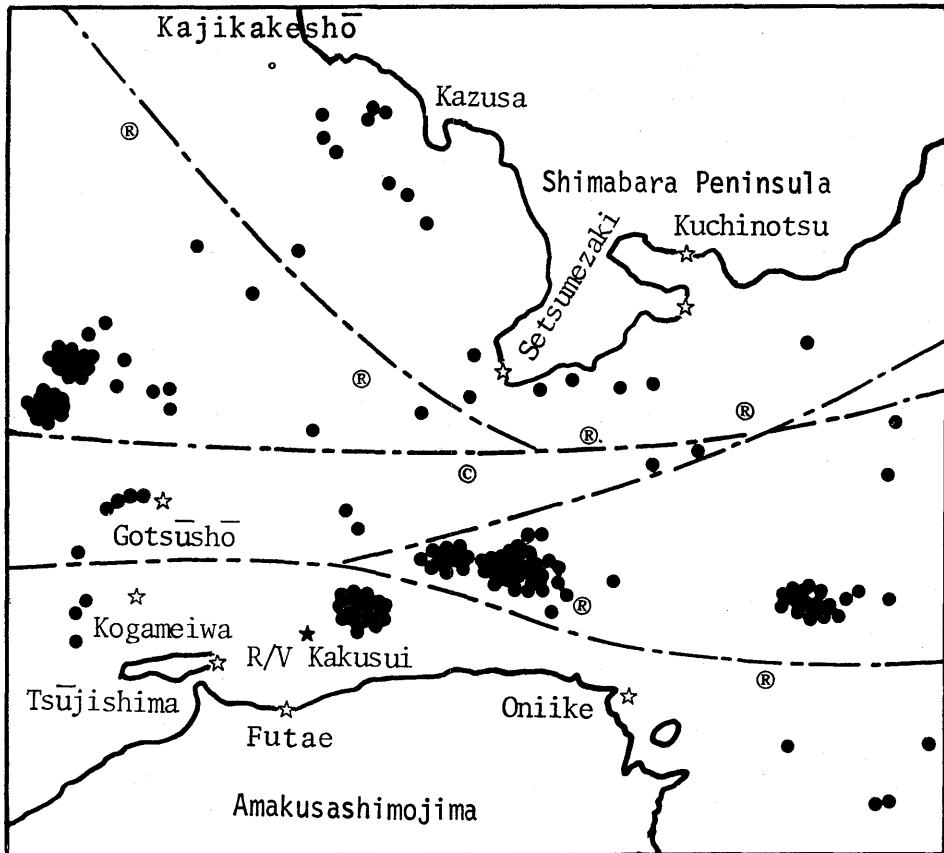 Kajikakeshō
Kazusa
®
Shimabara Peninsula
Kuchinotsu
Setsumezaki
®
®
®
©
Gotsūshō
®
Kogameiwa
R/V Kakusui
®
Tsūjishima
Oniike
Futae
Amakusashimojima